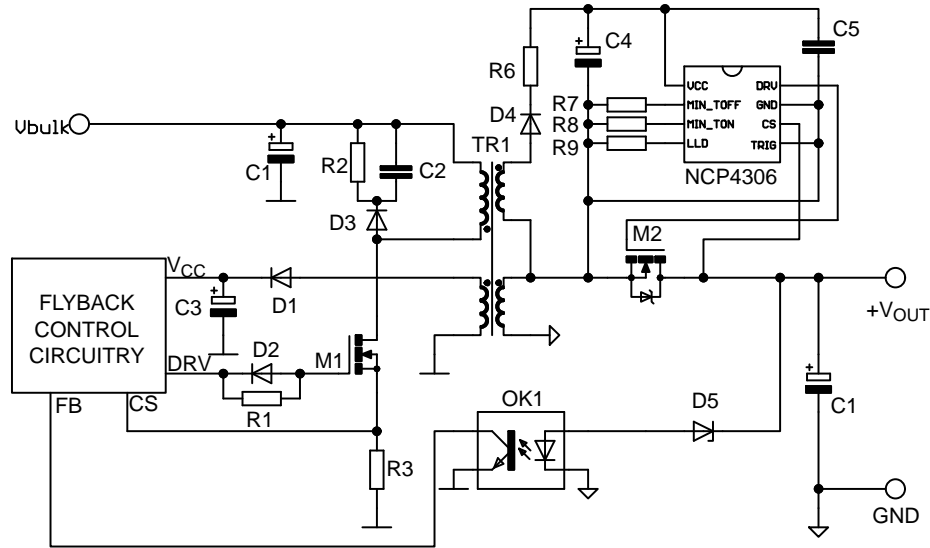 C4
C5
R6
VCC
DRV
R7
MIN_TOFF
GND
D4
R8
MIN_TON
CS
R9
LLD
TRIG
NCP4306
Vbulk
C1
R2
C2
TR1
D3
M2
VCC
FLYBACK
CONTROL
CIRCUITRY
C3
D1
+VOUT
DRV
D2
M1
R1
FB
CS
OK1
D5
C1
R3
GND